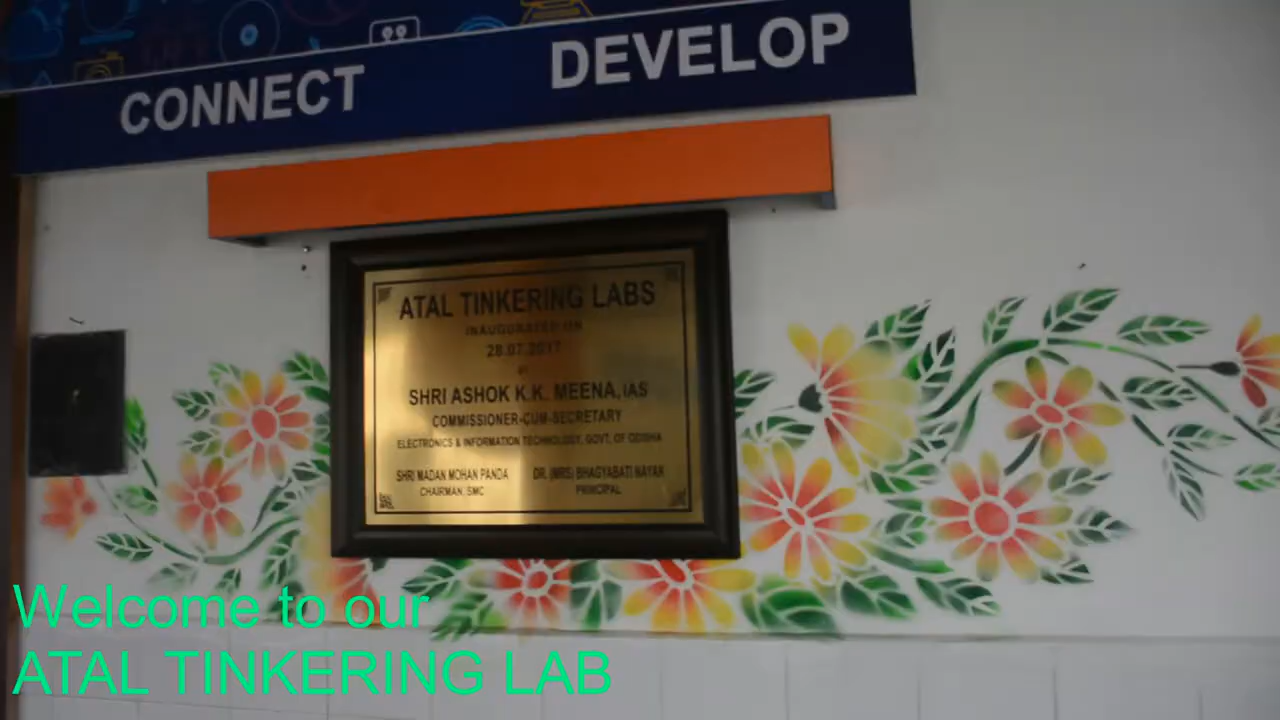 CONNECT DEVELOP
ATAL TINKERING LABS
INAUGURATED ON
28.07.2017
BY
SHRI ASHOK K.K. MEENA, IAS
COMMISSIONER-CUM-SECRETARY
ELECTRONICS & INFORMATION TECHNOLOGY, GOVT. OF ODISHA
SHRI MADAN MOHAN PANDA DR. (MRS) BHAGYABATI NAYAK
CHAIRMAN, SMC PRINCIPAL
Welcome to our
ATAL TINKERING LAB